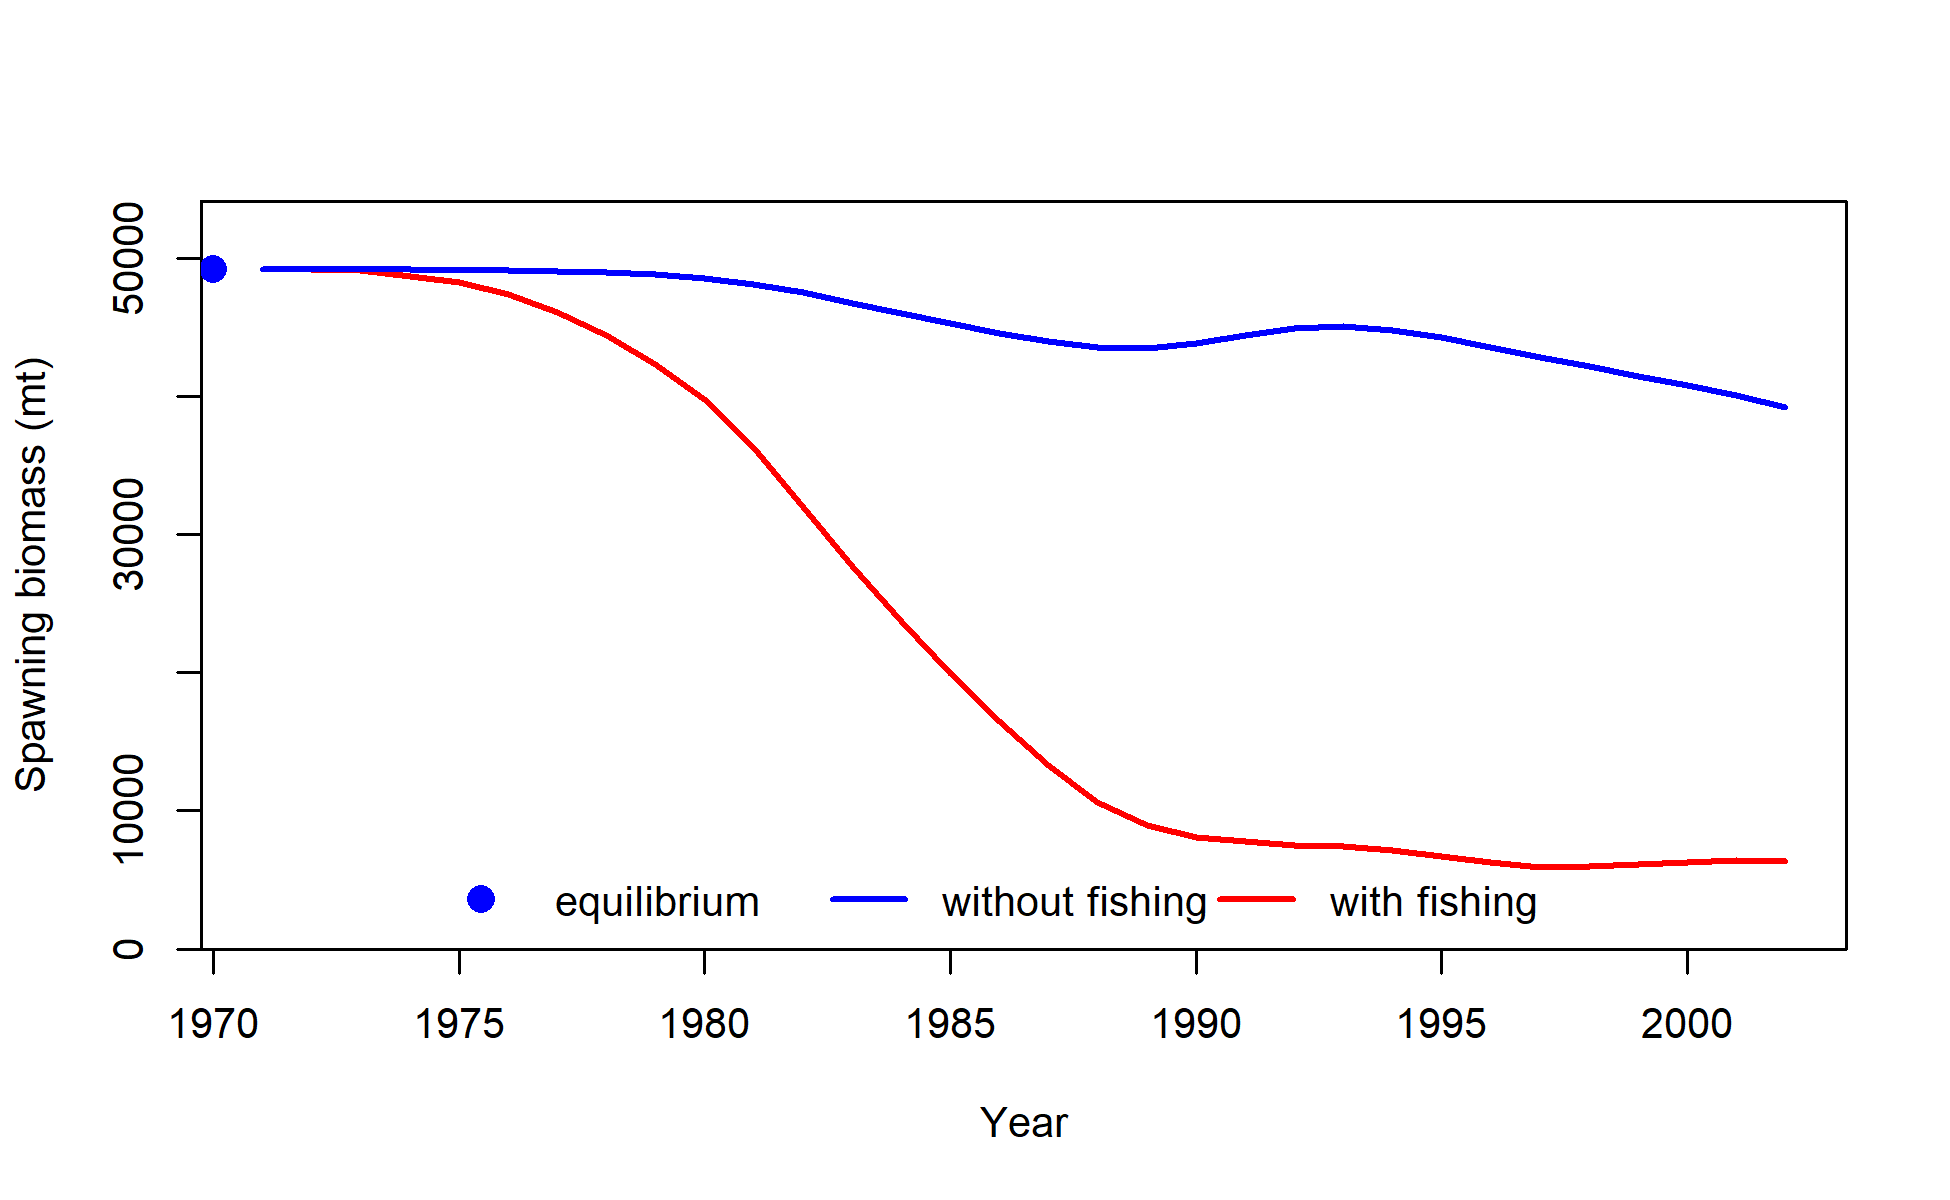 Spawning biomass (mt)
50000
30000
10000
0
equilibrium without fishing with fishing
1970 1975 1980 1985 1990 1995 2000
Year